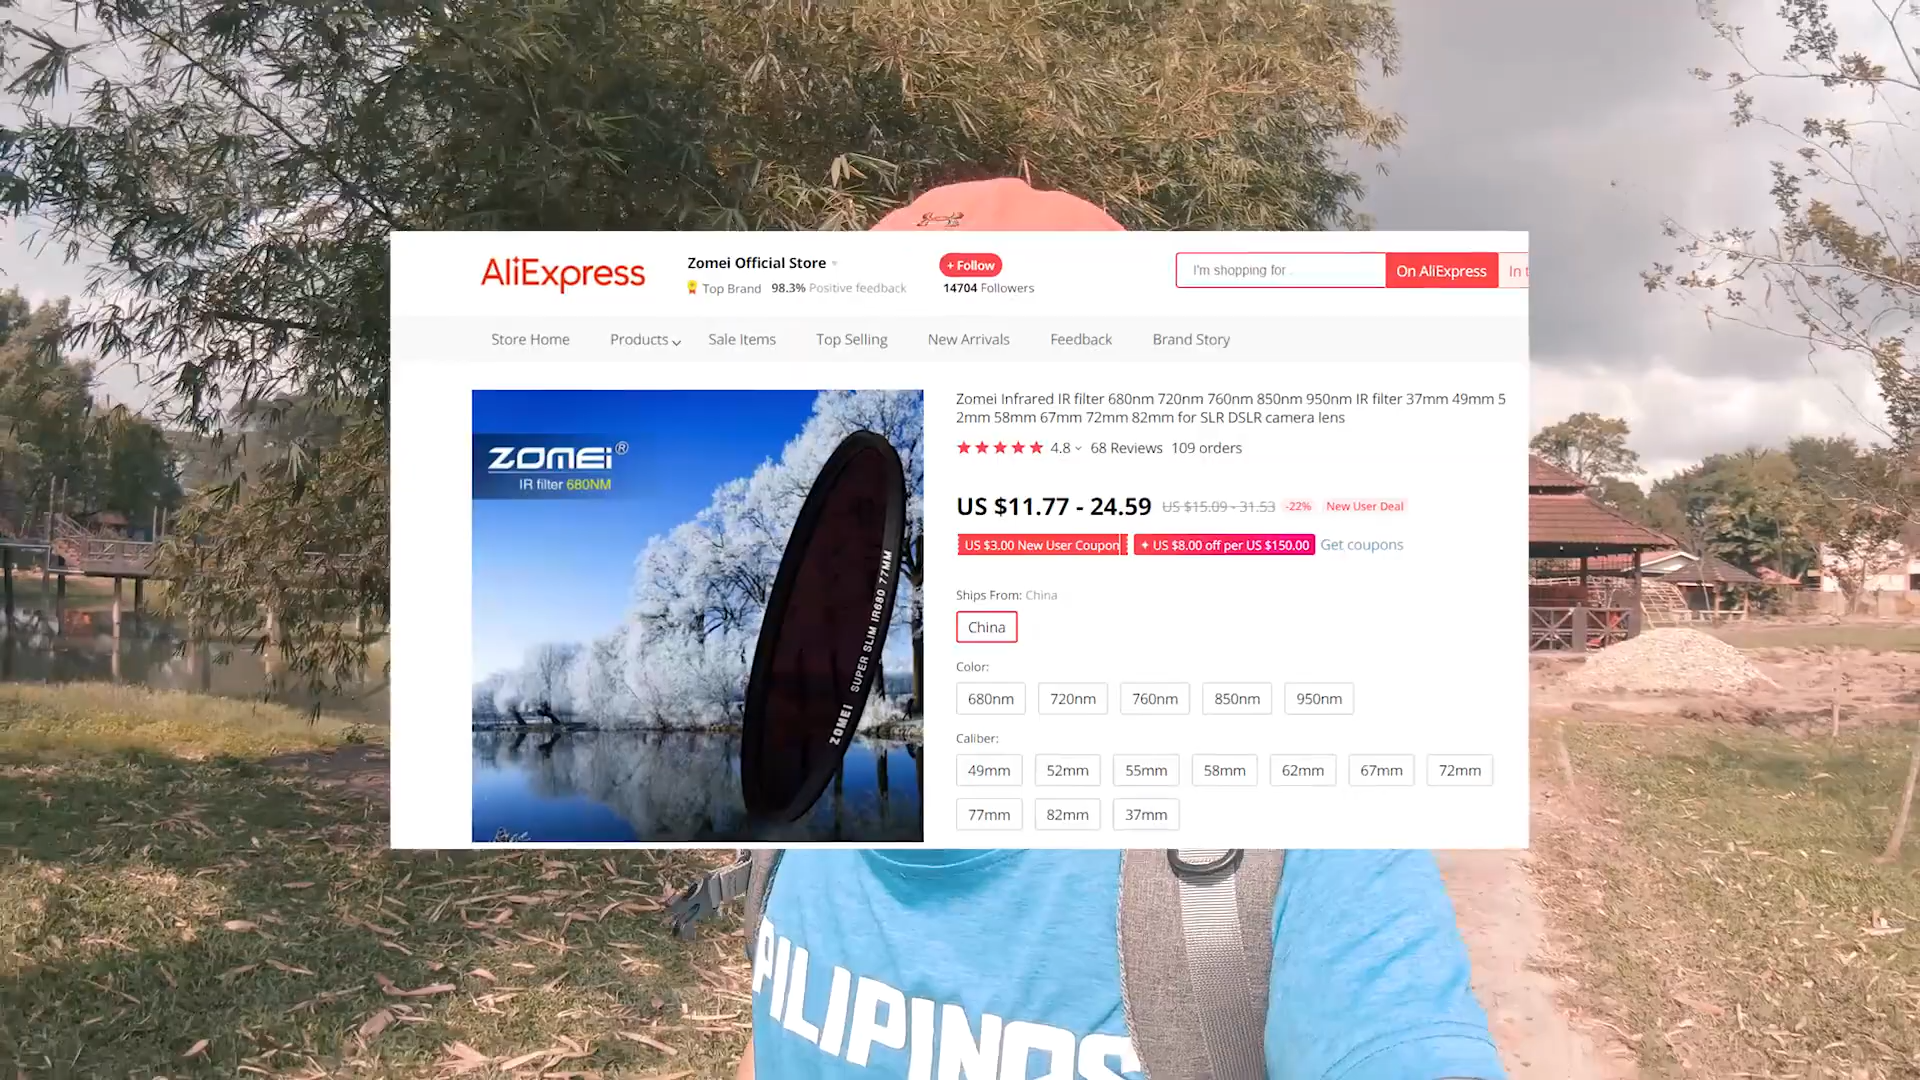 AliExpress
Zomei Official Store
Top Brand 98.3% Positive feedback
+ Follow
14704 Followers
I'm shopping for
On AliExpress
In t
Store Home Products Sale Items Top Selling New Arrivals Feedback Brand Story
ZOMEi®
IR filter 680NM
ZOMEi SUPER SLIM IR680 77MM
Zomei Infrared IR filter 680nm 720nm 760nm 850nm 950nm IR filter 37mm 49mm 5
2mm 58mm 67mm 72mm 82mm for SLR DSLR camera lens
4.8 68 Reviews 109 orders
US $11.77 - 24.59 US $15.09 - 31.53 -22% New User Deal
US $3.00 New User Coupon + US $8.00 off per US $150.00 Get coupons
Ships From: China
China
Color:
680nm 720nm 760nm 850nm 950nm
Caliber:
49mm 52mm 55mm 58mm 62mm 67mm 72mm
77mm 82mm 37mm
PILIPINOS